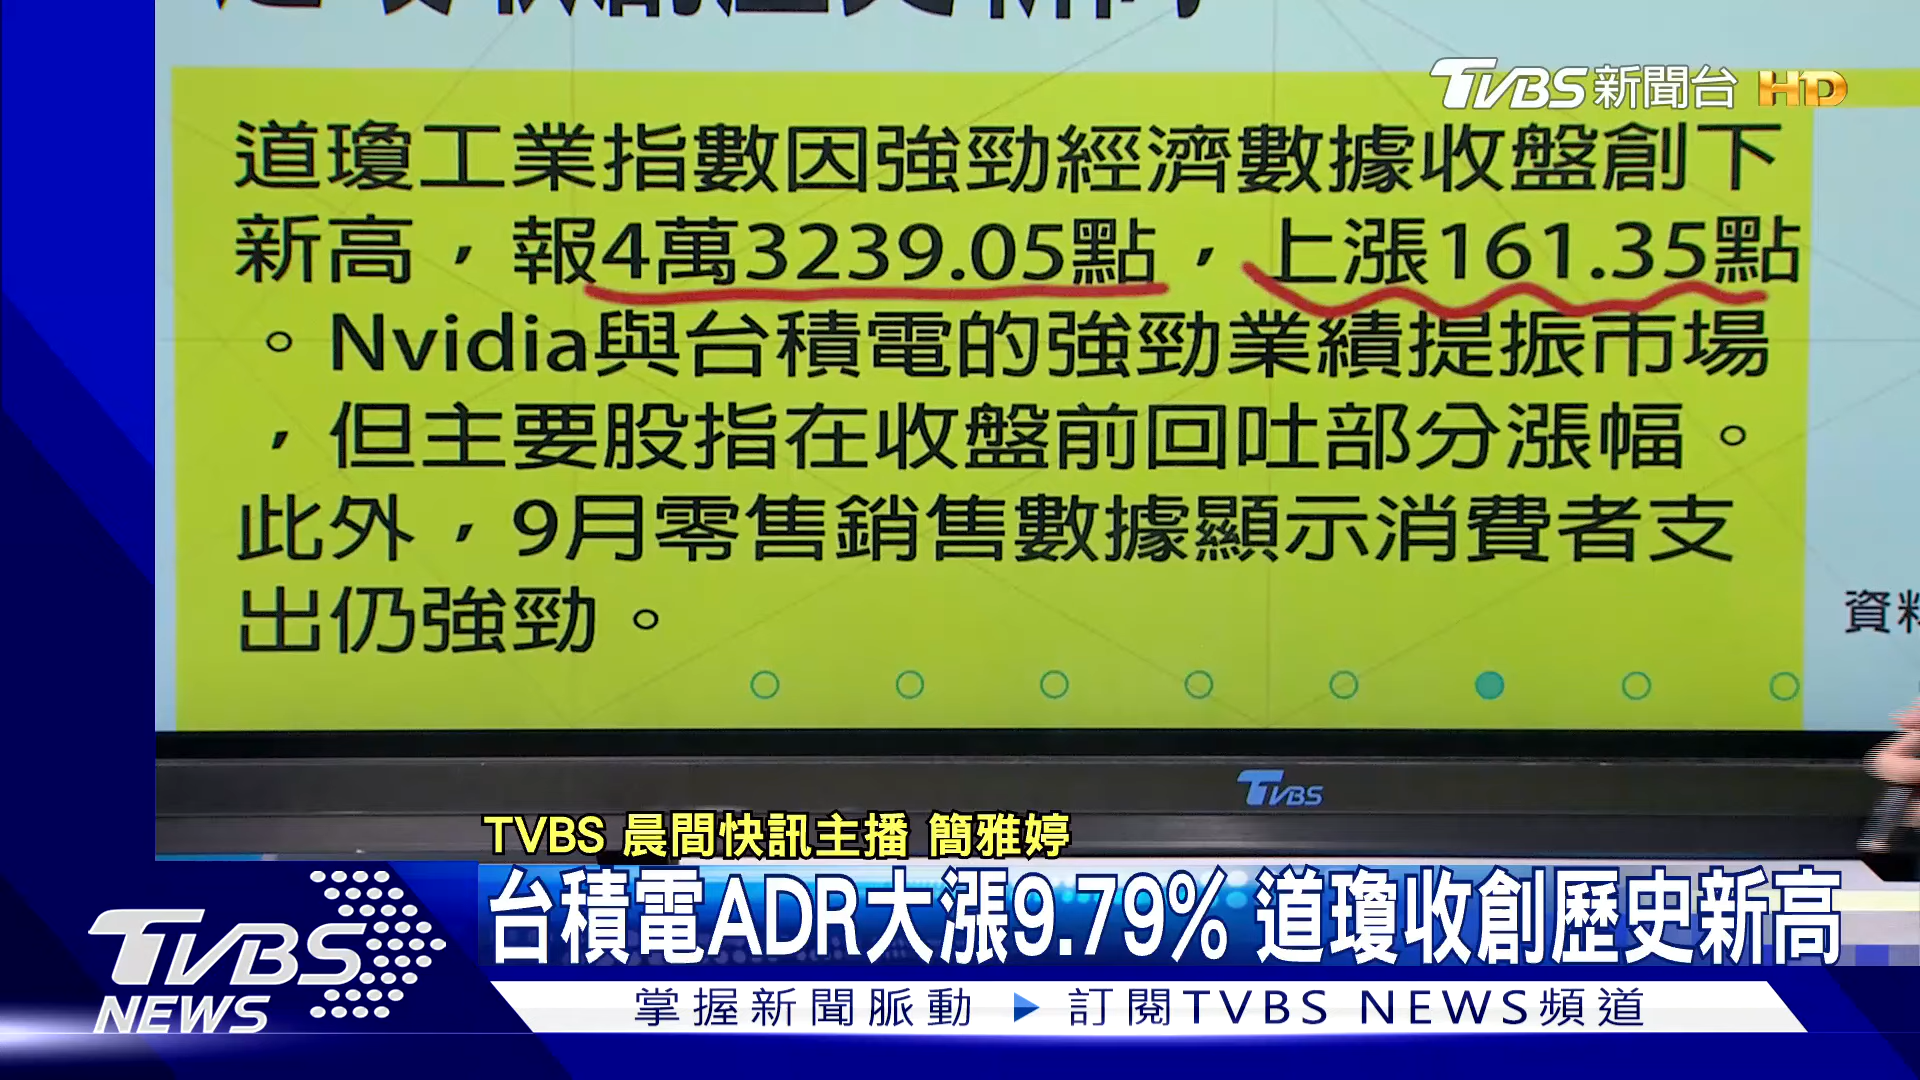 TVBS新聞台 HD
道瓊工業指數因強勁經濟數據收盤創下
新高，報4萬3239.05點，上漲161.35點
。Nvidia與台積電的強勁業績提振市場
，但主要股指在收盤前回吐部分漲幅。
此外，9月零售銷售數據顯示消費者支
出仍強勁。
資料
TVBS
TVBS 晨間快訊主播 簡雅婷
台積電ADR大漲9.79% 道瓊收創歷史新高
TVBS
NEWS
掌握新聞脈動 ▶ 訂閱TVBS NEWS頻道